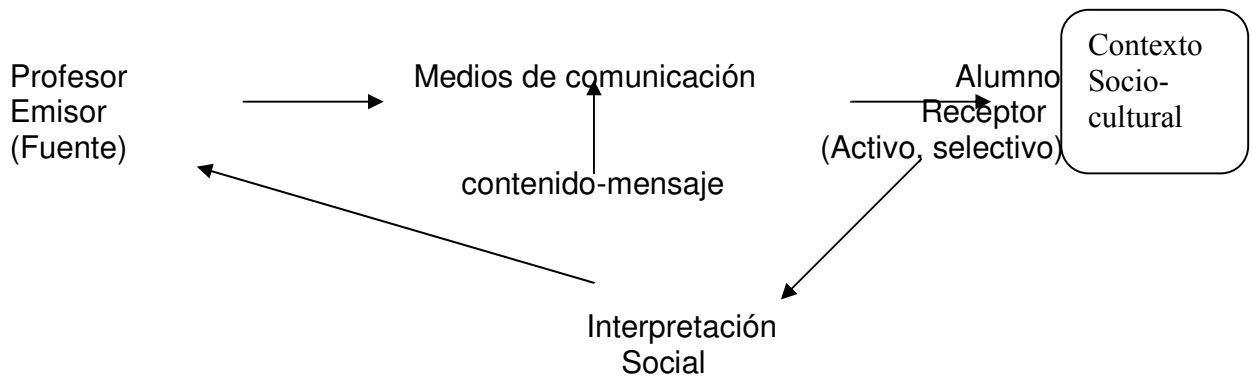 Profesor
Emisor
(Fuente)
Medios de comunicación
contenido-mensaje
Alumno
Receptor
(Activo, selectivo)
Contexto
Socio-
cultural
Interpretación
Social